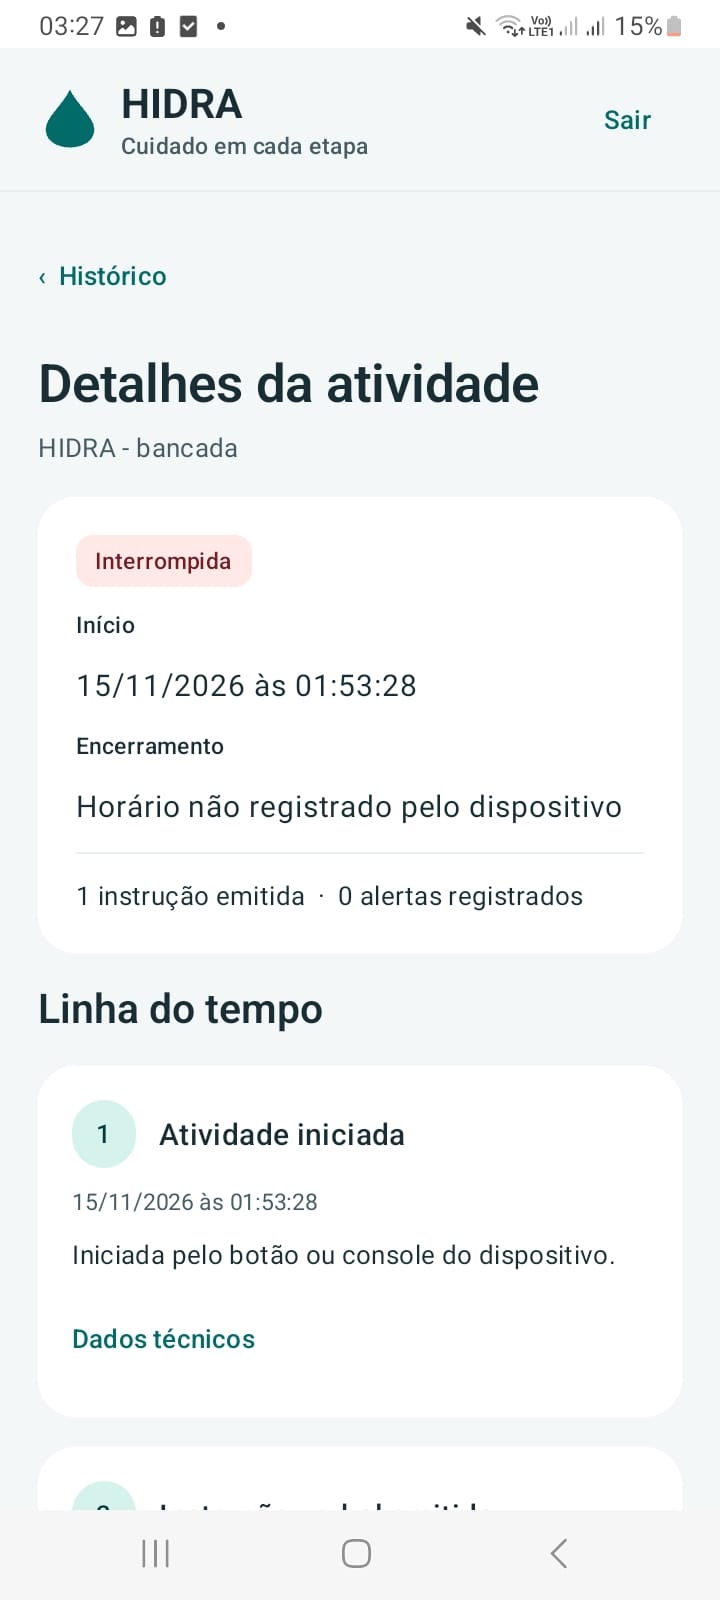 03:27
Vo)) LTE1 15%
HIDRA
Cuidado em cada etapa
Sair
‹ Histórico
Detalhes da atividade
HIDRA - bancada
Interrompida
Início
15/11/2026 às 01:53:28
Encerramento
Horário não registrado pelo dispositivo
1 instrução emitida · 0 alertas registrados
Linha do tempo
1 Atividade iniciada
15/11/2026 às 01:53:28
Iniciada pelo botão ou console do dispositivo.
Dados técnicos